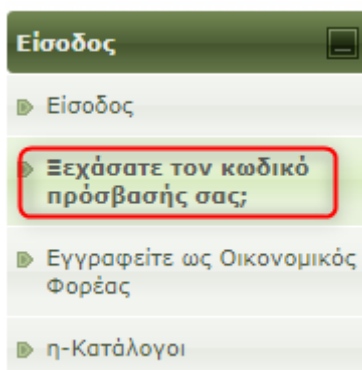 Είσοδος
Είσοδος
Ξεχάσατε τον κωδικό
πρόσβασής σας;
Εγγραφείτε ως Οικονομικός
Φορέας
η-Κατάλογοι